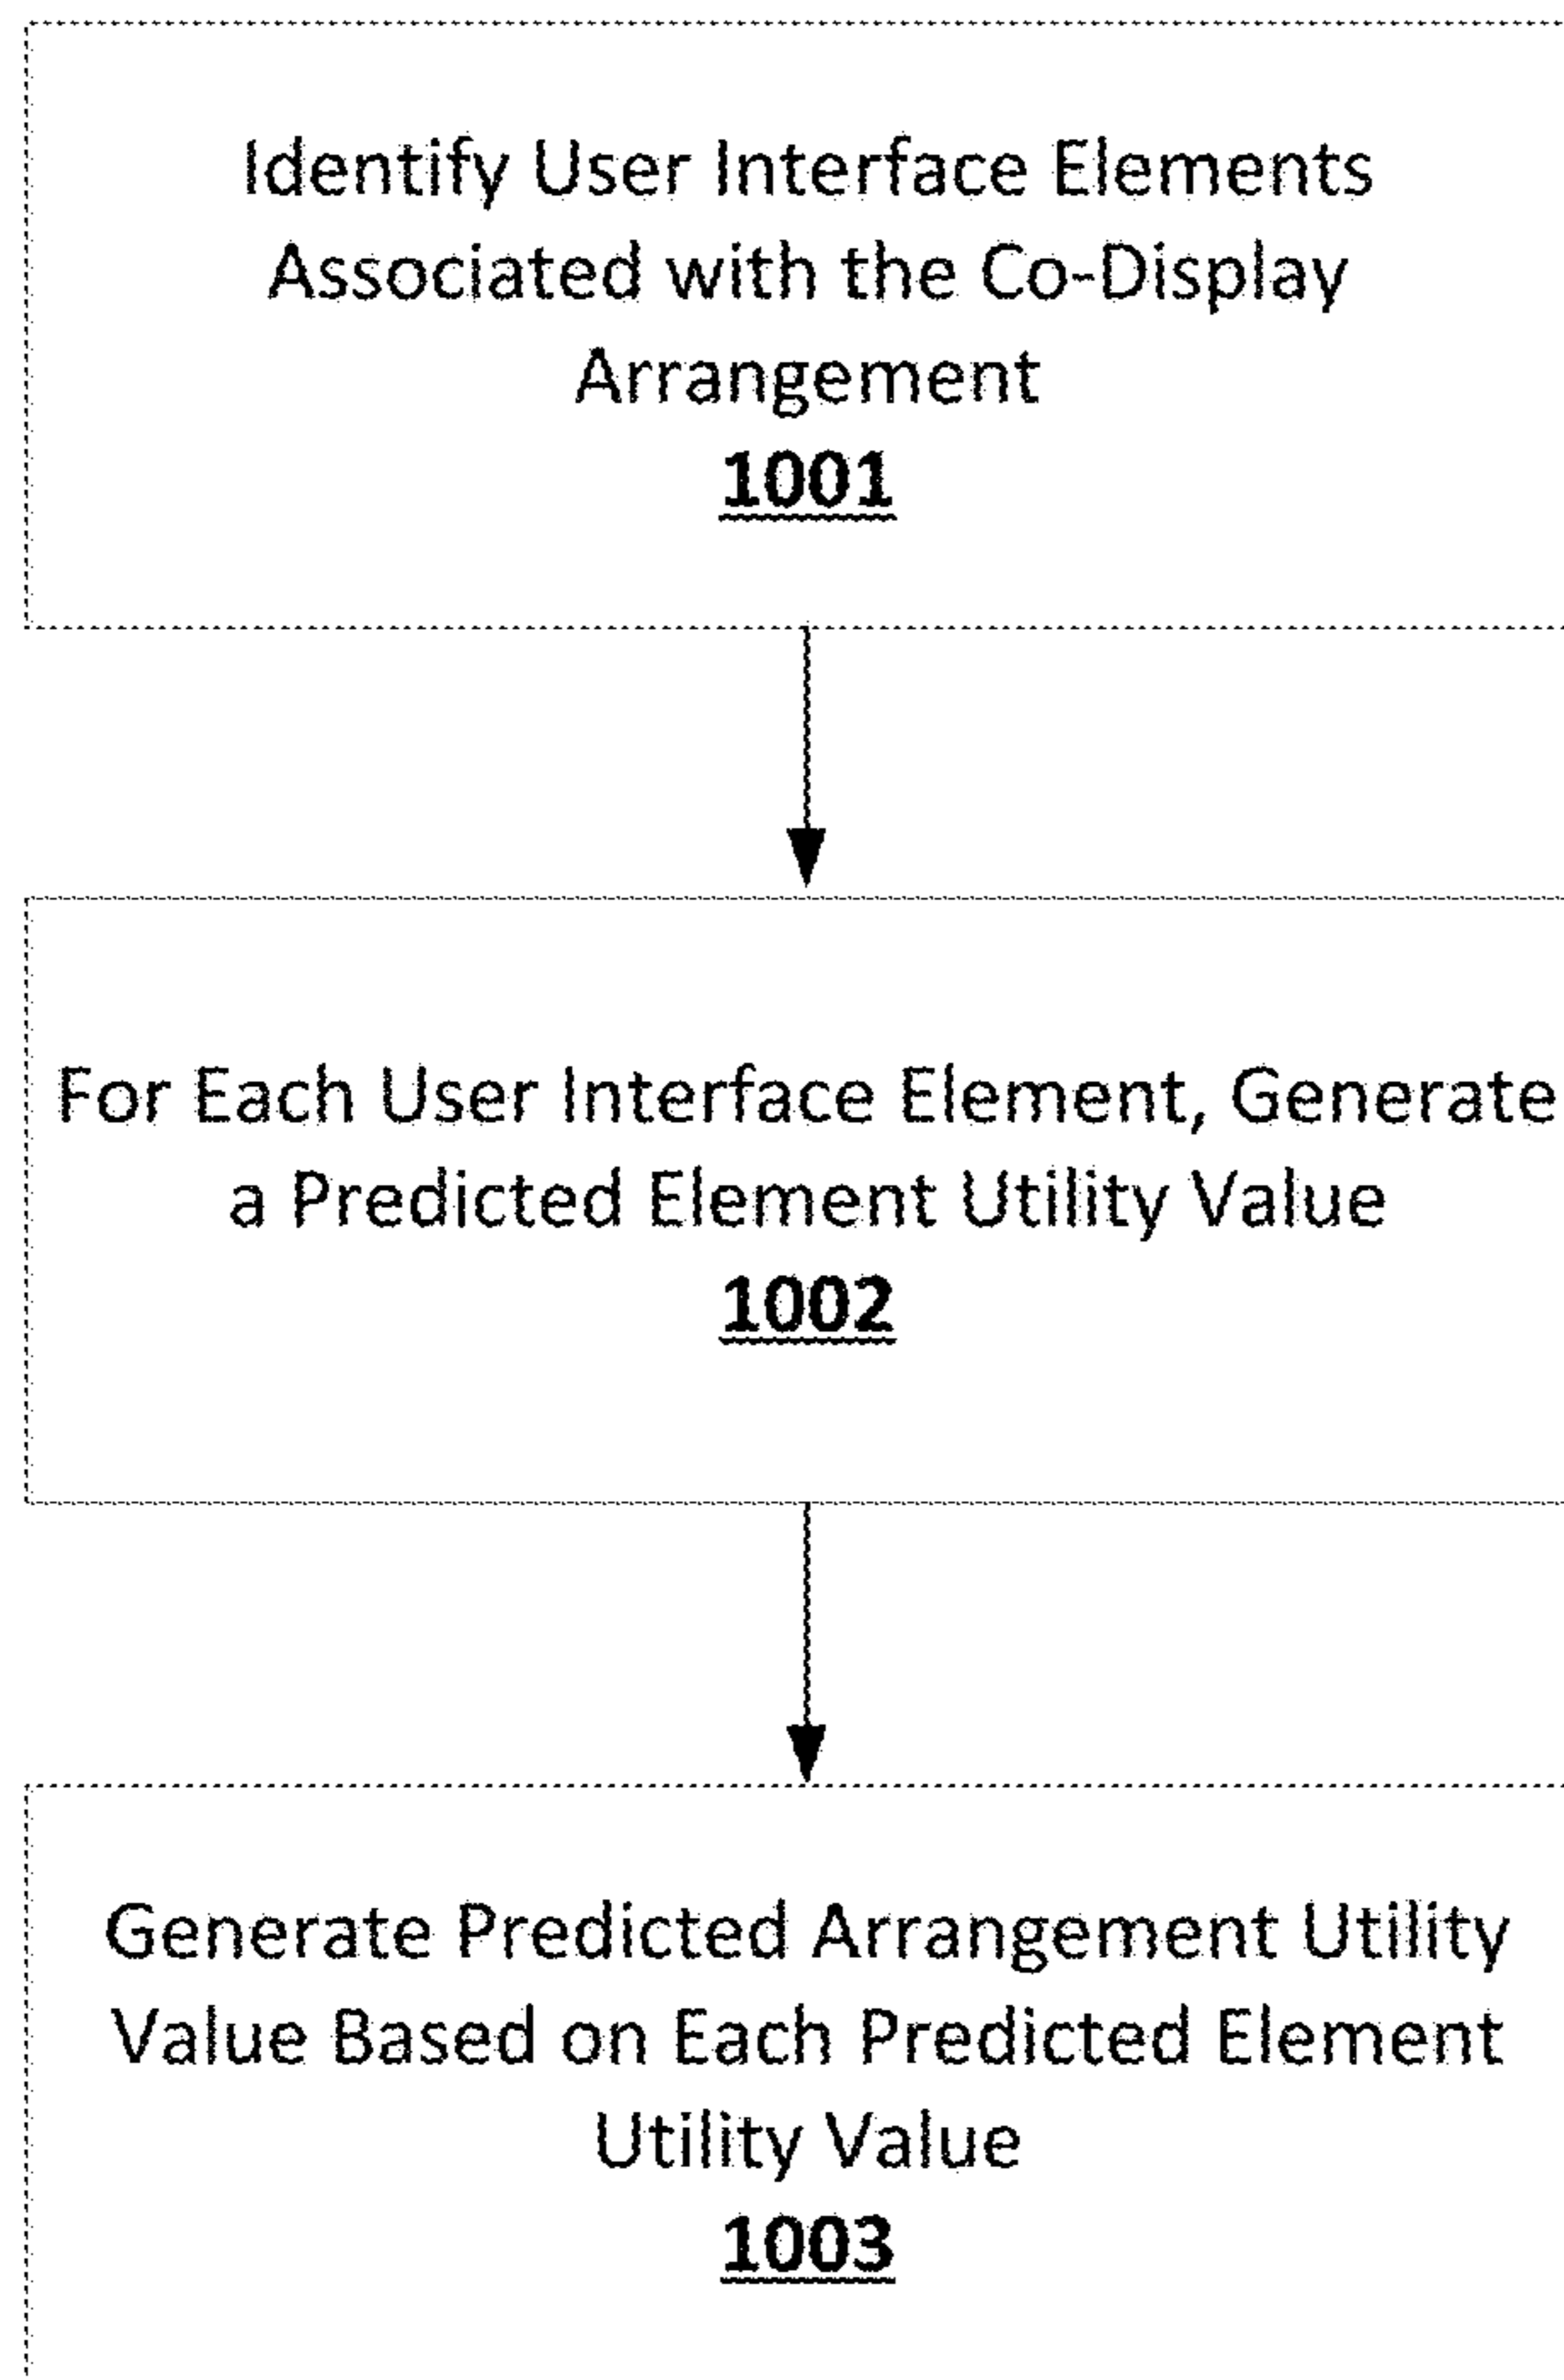 Identify User Interface Elements
Associated with the Co-Display
Arrangement
1001
For Each User Interface Element, Generate
a Predicted Element Utility Value
1002
Generate Predicted Arrangement Utility
Value Based on Each Predicted Element
Utility Value
1003